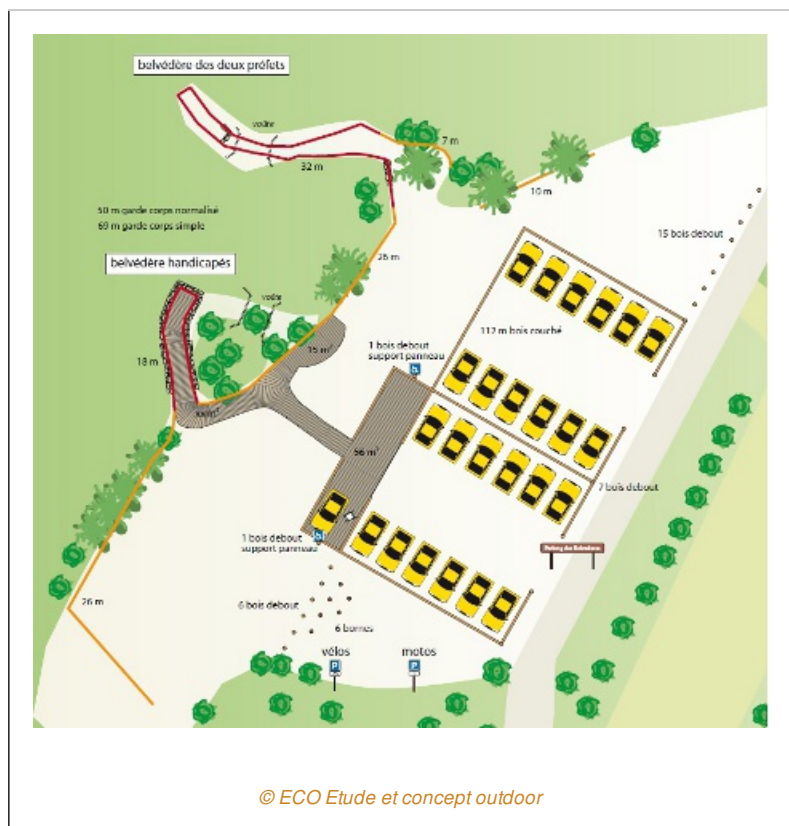 belvédère des deux préfets
voûte
7 m
32 m
10 m
50 m garde corps normalisé
69 m garde corps simple
15 bois debout
26 m
belvédère handicapés
voûte
112 m bois couché
1 bois debout
support panneau
15 m²
18 m
56 m²
7 bois debout
1 bois debout
support panneau
26 m
6 bois debout
6 bornes
vélos
motos
P
P
© ECO Etude et concept outdoor